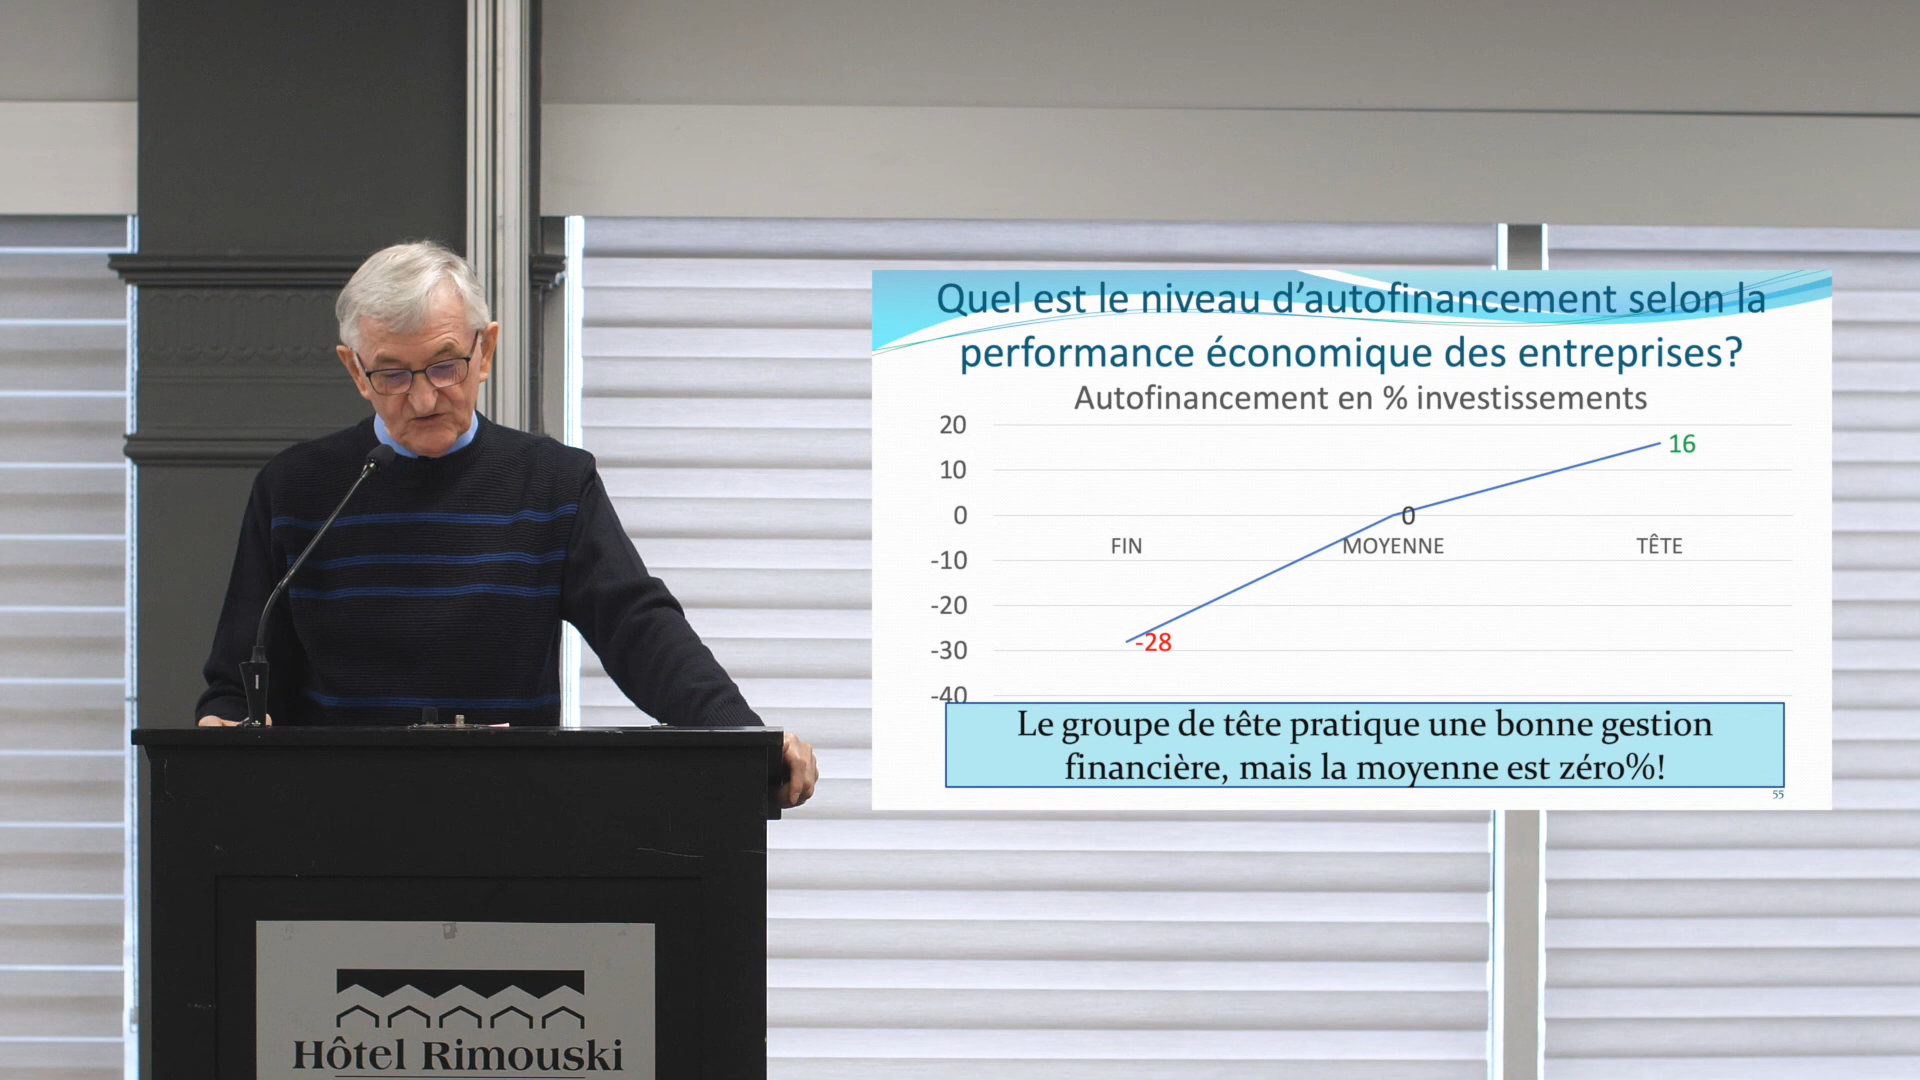 Quel est le niveau d’autofinancement selon la
performance économique des entreprises?
Autofinancement en % investissements
20
10
0
-10
-20
-30
-40
FIN
MOYENNE
TÊTE
-28
0
16
Le groupe de tête pratique une bonne gestion
financière, mais la moyenne est zéro%!
55
Hôtel Rimouski